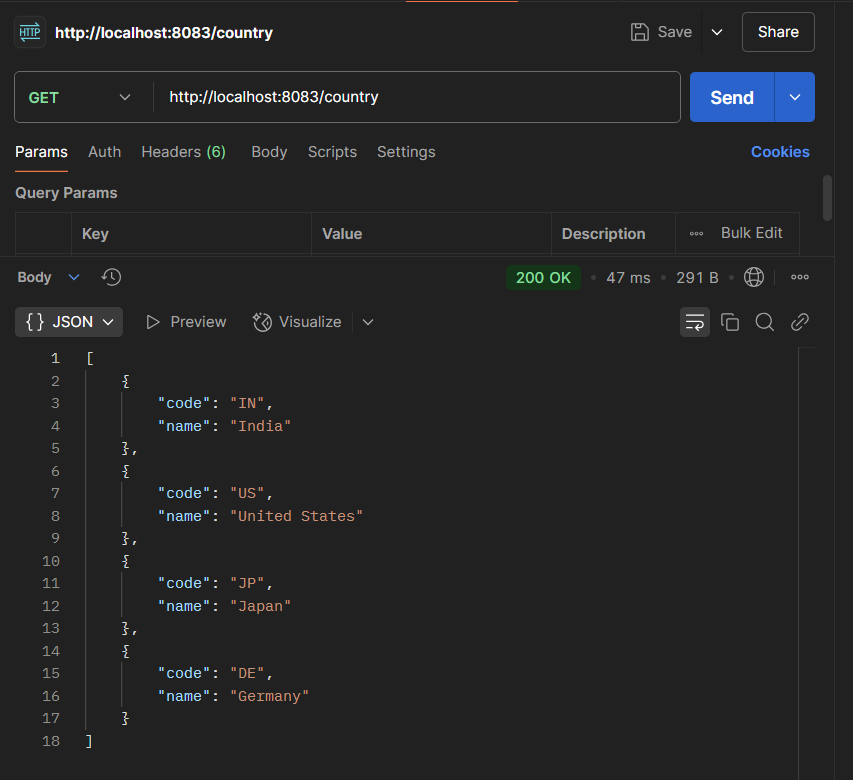 HTTP http://localhost:8083/country Save Share
GET http://localhost:8083/country Send
Params Auth Headers (6) Body Scripts Settings Cookies
Query Params
Key Value Description Bulk Edit
Body 200 OK 47 ms 291 B
{} JSON Preview Visualize
1 [
2 {
3 "code": "IN",
4 "name": "India"
5 },
6 {
7 "code": "US",
8 "name": "United States"
9 },
10 {
11 "code": "JP",
12 "name": "Japan"
13 },
14 {
15 "code": "DE",
16 "name": "Germany"
17 }
18 ]